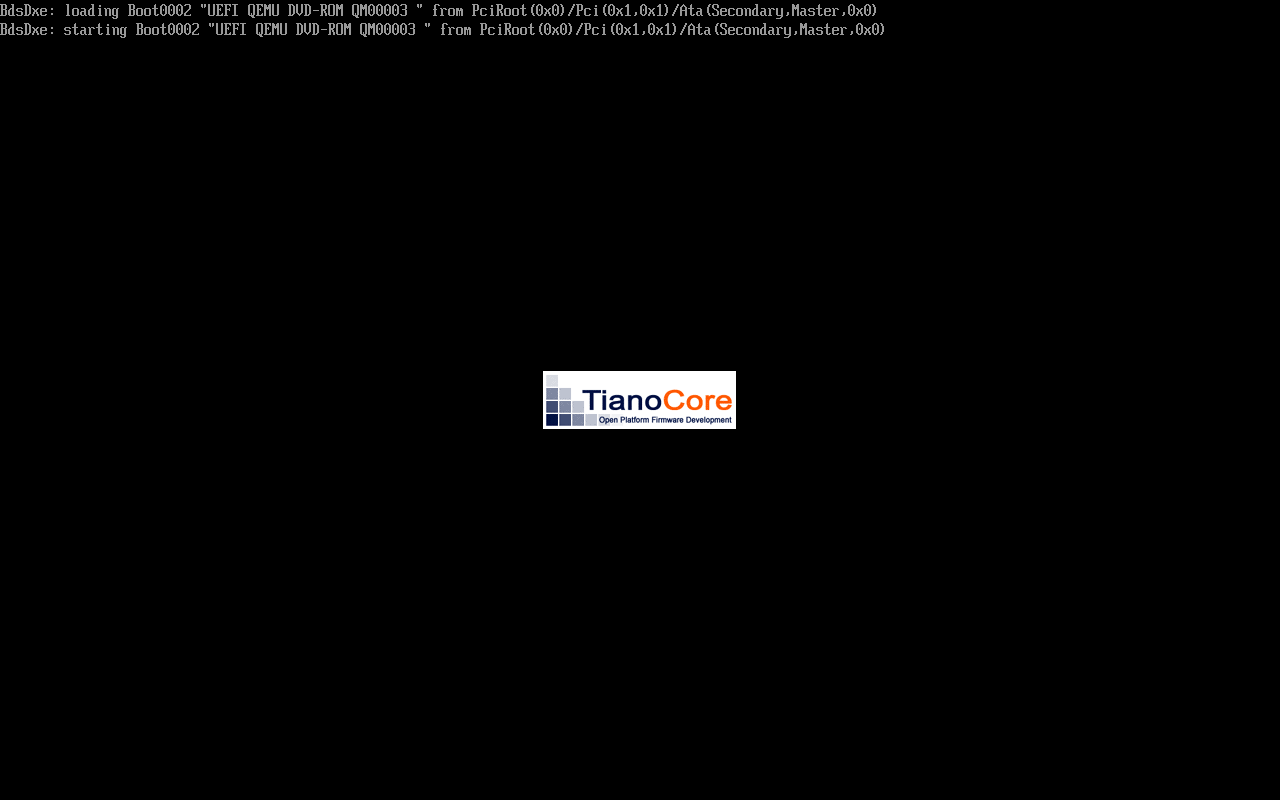 BdsDxe: loading Boot0002 "UEFI QEMU DVD-ROM QM00003 " from PciRoot(0x0)/Pci(0x1,0x1)/Ata(Secondary,Master,0x0)
BdsDxe: starting Boot0002 "UEFI QEMU DVD-ROM QM00003 " from PciRoot(0x0)/Pci(0x1,0x1)/Ata(Secondary,Master,0x0)
TianoCore
Open Platform Firmware Development